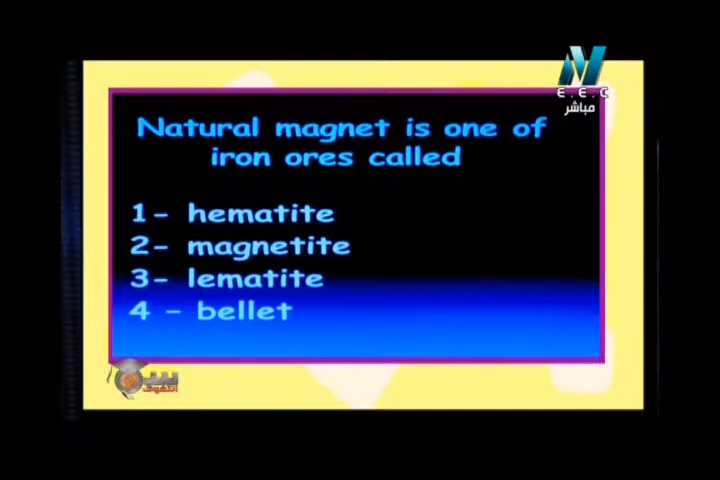 N
E.E.C
مباشر
Natural magnet is one of
iron ores called
1- hematite
2- magnetite
3- lematite
4 - bellet